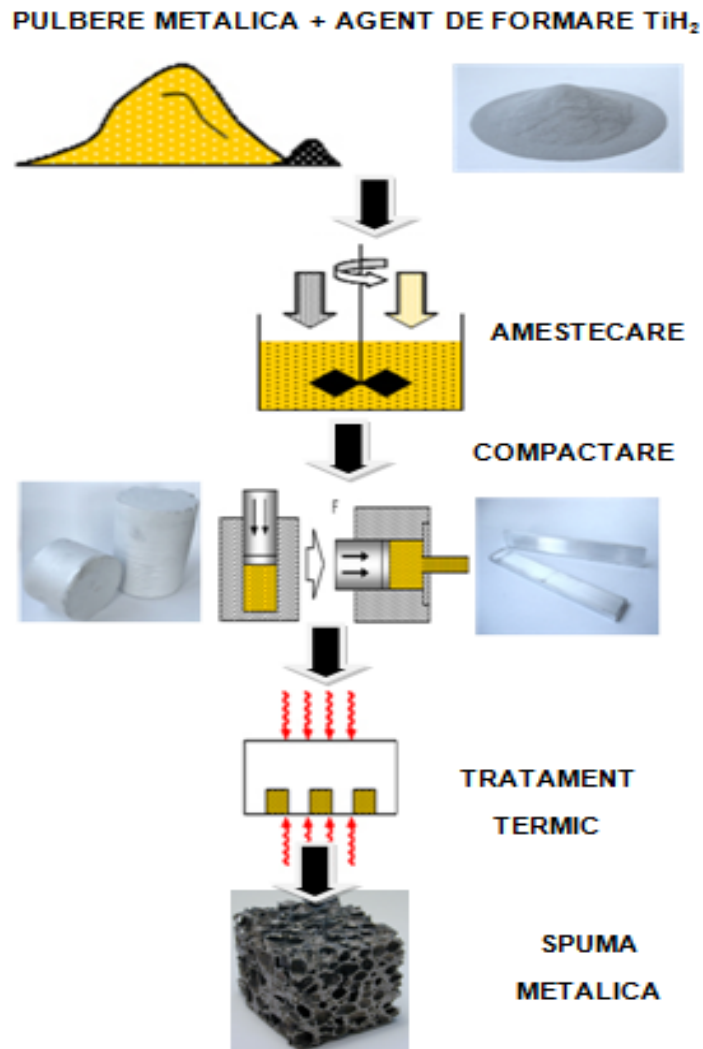 PULBERE METALICA + AGENT DE FORMARE TiH₂
AMESTECARE
COMPACTARE
F
TRATAMENT
TERMIC
SPUMA
METALICA